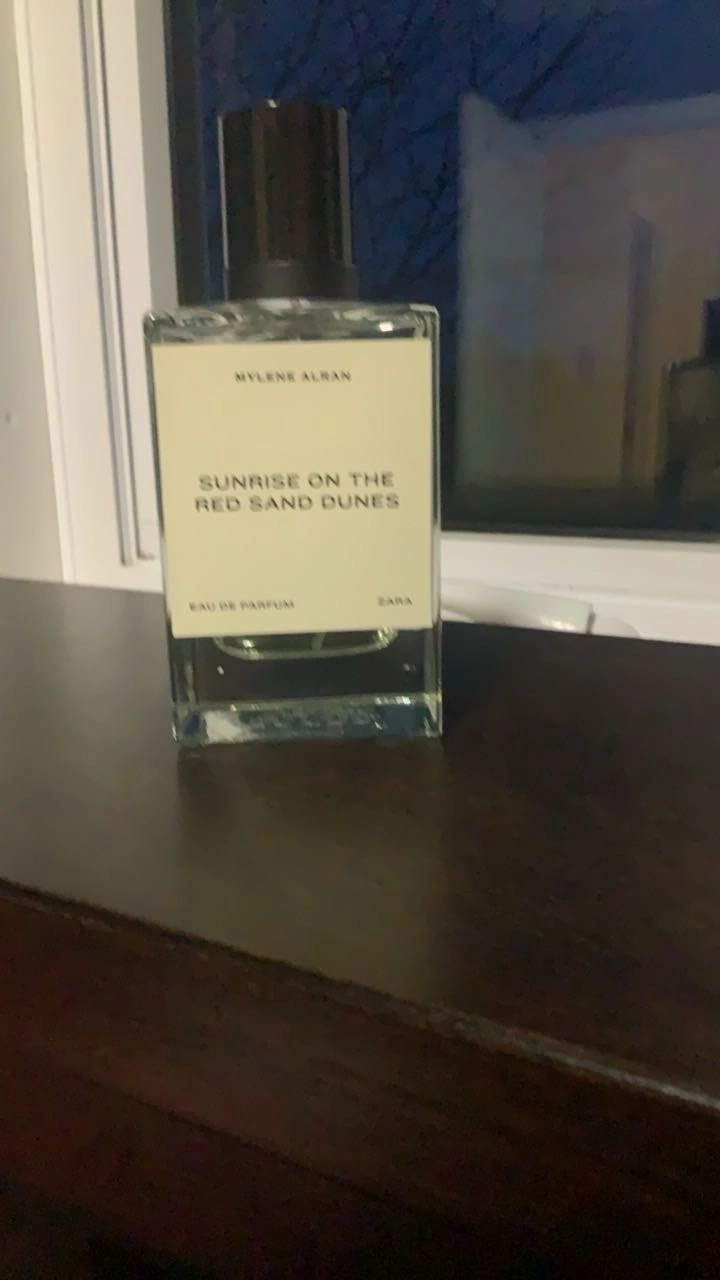 MYLENE ALRAN
SUNRISE ON THE
RED SAND DUNES
EAU DE PARFUM ZARA